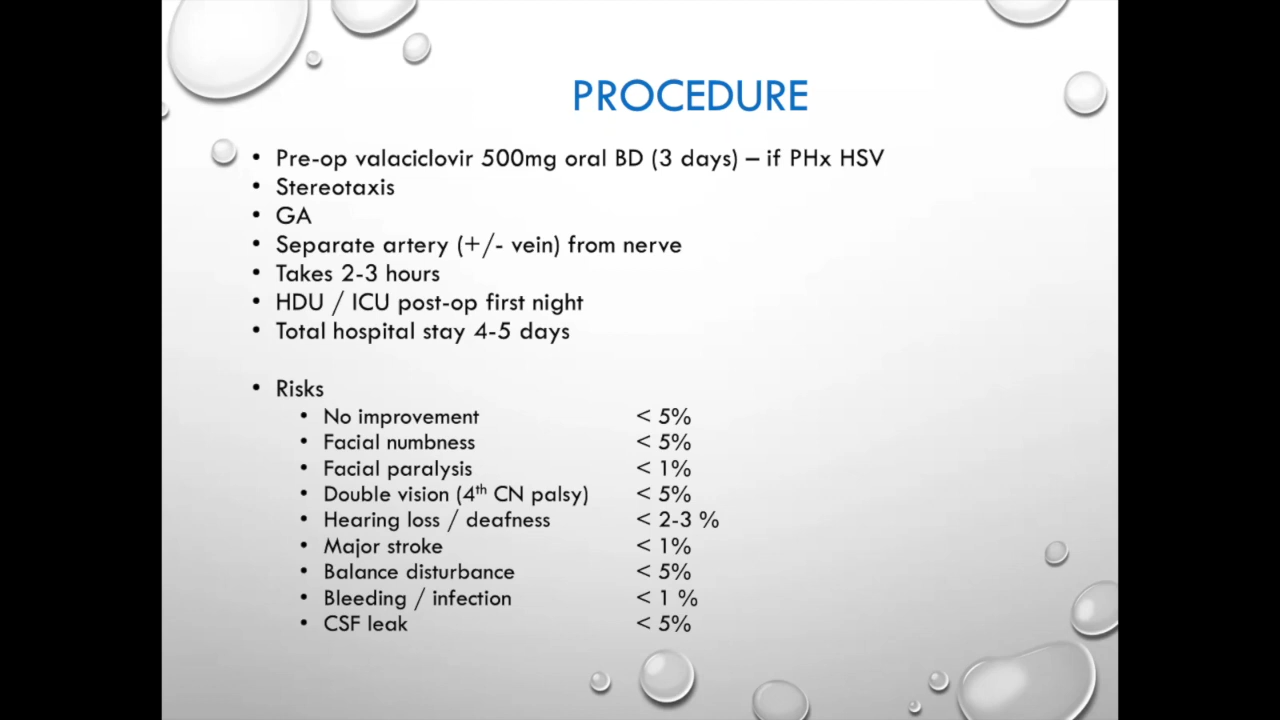 PROCEDURE
• Pre-op valaciclovir 500mg oral BD (3 days) – if PHx HSV
• Stereotaxis
• GA
• Separate artery (+/- vein) from nerve
• Takes 2-3 hours
• HDU / ICU post-op first night
• Total hospital stay 4-5 days
• Risks
• No improvement < 5%
• Facial numbness < 5%
• Facial paralysis < 1%
• Double vision (4th CN palsy) < 5%
• Hearing loss / deafness < 2-3 %
• Major stroke < 1%
• Balance disturbance < 5%
• Bleeding / infection < 1 %
• CSF leak < 5%